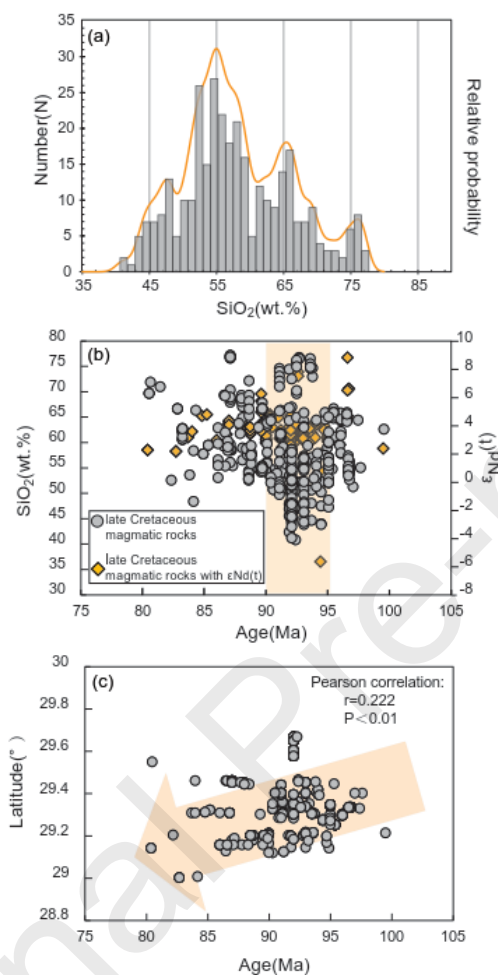 (a)
35
30
25
20
15
10
5
0
Number(N)
Relative probability
35 45 55 65 75 85
SiO₂(wt.%)
(b)
80
75
70
65
60
55
50
45
40
35
30
SiO₂(wt.%)
10
8
6
4
2
0
-2
-4
-6
-8
εNd(t)
late Cretaceous
magmatic rocks
late Cretaceous
magmatic rocks with εNd(t)
75 80 85 90 95 100 105
Age(Ma)
(c)
Pearson correlation:
r=0.222
P<0.01
30
29.8
29.6
29.4
29.2
29
28.8
Latitude(°)
75 80 85 90 95 100 105
Age(Ma)
nal Pre-